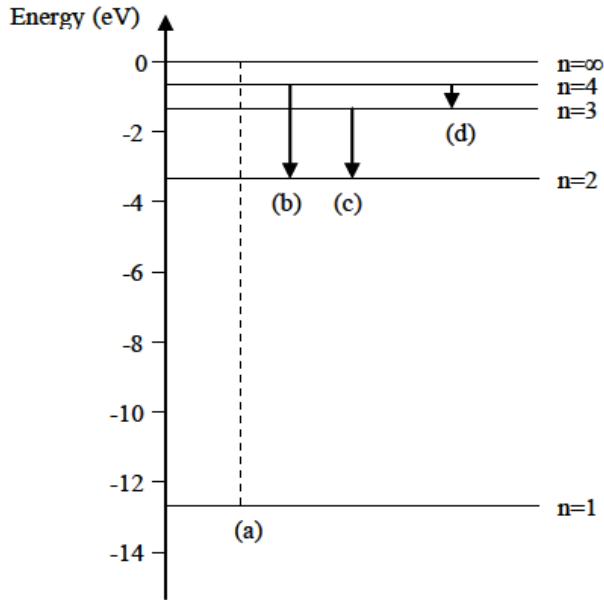 Energy (eV)
0
n=∞
n=4
n=3
-2
(d)
n=2
-4
(b)
(c)
-6
-8
-10
-12
n=1
(a)
-14